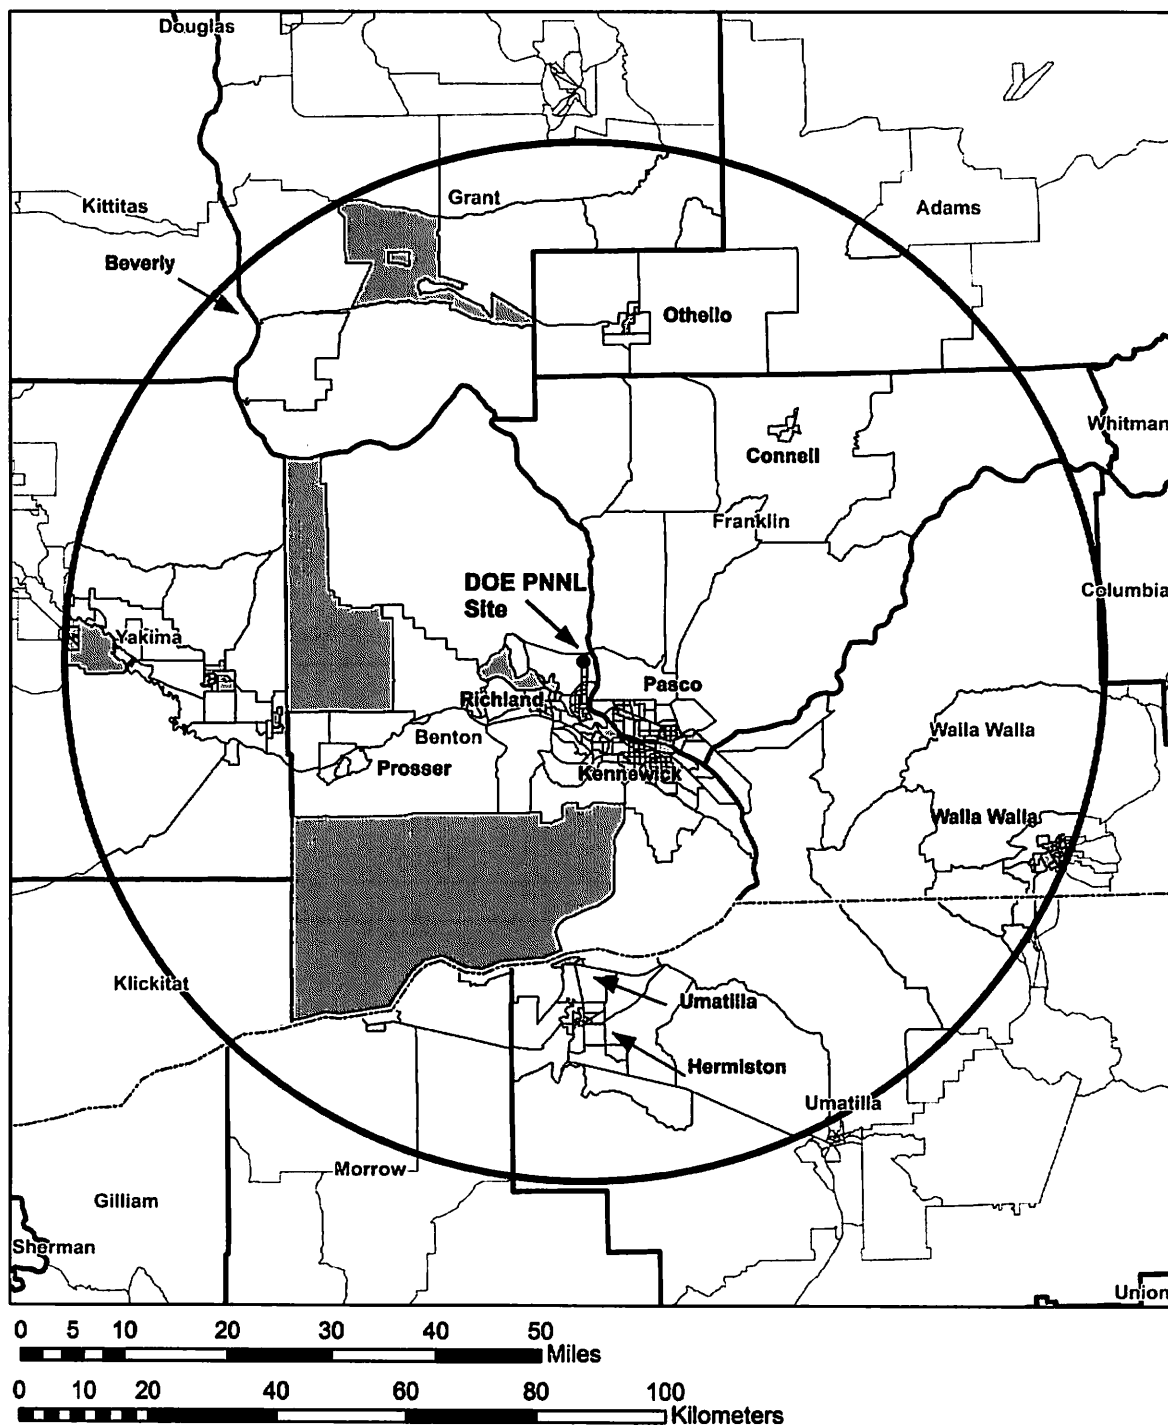 Douglas
Kittitas
Grant
Adams
Beverly
Othello
Whitman
Connell
Franklin
DOE PNNL
Site
Columbia
Yakima
Pasco
Richland
Benton
Walla Walla
Prosser
Kennewick
Walla Walla
Klickitat
Umatilla
Hermiston
Umatilla
Morrow
Gilliam
Sherman
Union
0 5 10 20 30 40 50
Miles
0 10 20 40 60 80 100
Kilometers